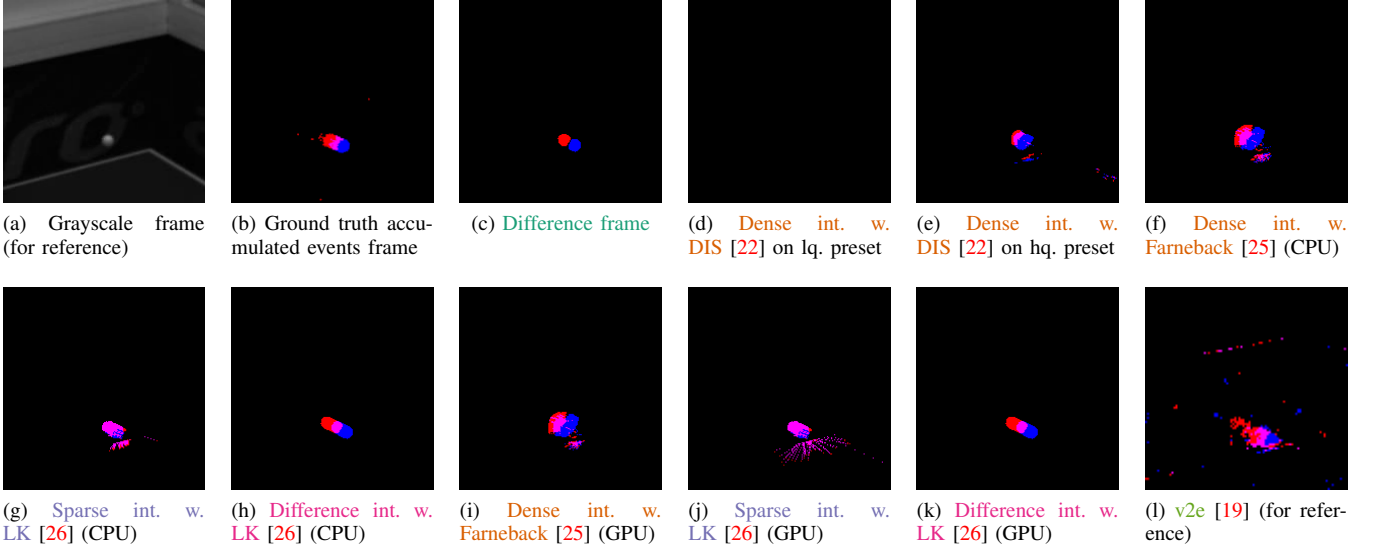 (a) Grayscale frame
(for reference)
(b) Ground truth accu-
mulated events frame
(c) Difference frame
(d) Dense int. w.
DIS [22] on lq. preset
(e) Dense int. w.
DIS [22] on hq. preset
(f) Dense int. w.
Farneback [25] (CPU)
(g) Sparse int. w.
LK [26] (CPU)
(h) Difference int. w.
LK [26] (CPU)
(i) Dense int. w.
Farneback [25] (GPU)
(j) Sparse int. w.
LK [26] (GPU)
(k) Difference int. w.
LK [26] (GPU)
(l) v2e [19] (for refer-
ence)